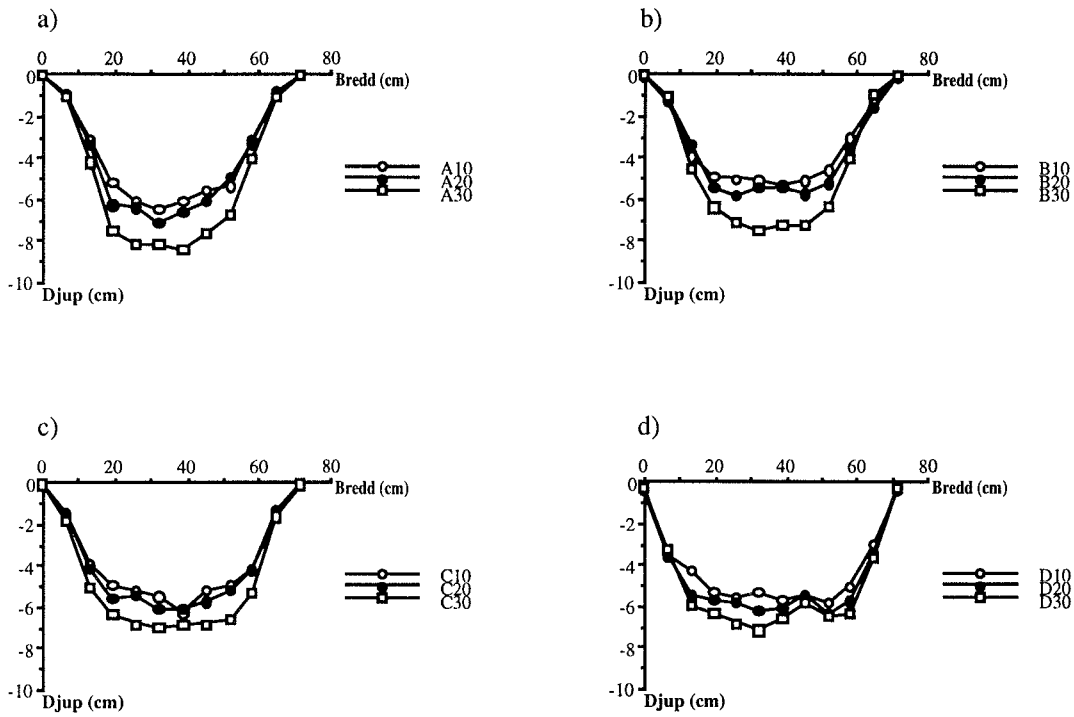 a)
0 20 40 60 80
Bredd (cm)
0
-2
-4
-6
-8
-10
Djup (cm)
A10
A20
A30
b)
0 20 40 60 80
Bredd (cm)
0
-2
-4
-6
-8
-10
Djup (cm)
B10
B20
B30
c)
0 20 40 60 80
Bredd (cm)
0
-2
-4
-6
-8
-10
Djup (cm)
C10
C20
C30
d)
0 20 40 60 80
Bredd (cm)
0
-2
-4
-6
-8
-10
Djup (cm)
D10
D20
D30